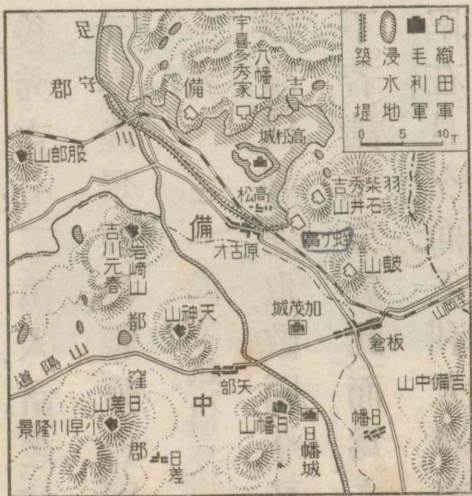 織田軍
毛利軍
浸水地
築堤
0 5 10丁
吉備郡
足守川
八幡山
宇喜多秀家
高松城
高松
羽柴秀吉
石井山
蛙ヶ鼻
鼓山
服部山
原古才
岩崎山
吉川元春
備中
都窪郡
天神山
加茂城
板倉
吉備中山
山陽道
矢部
日幡山
日幡城
日幡
日差山
小早川隆景
日差